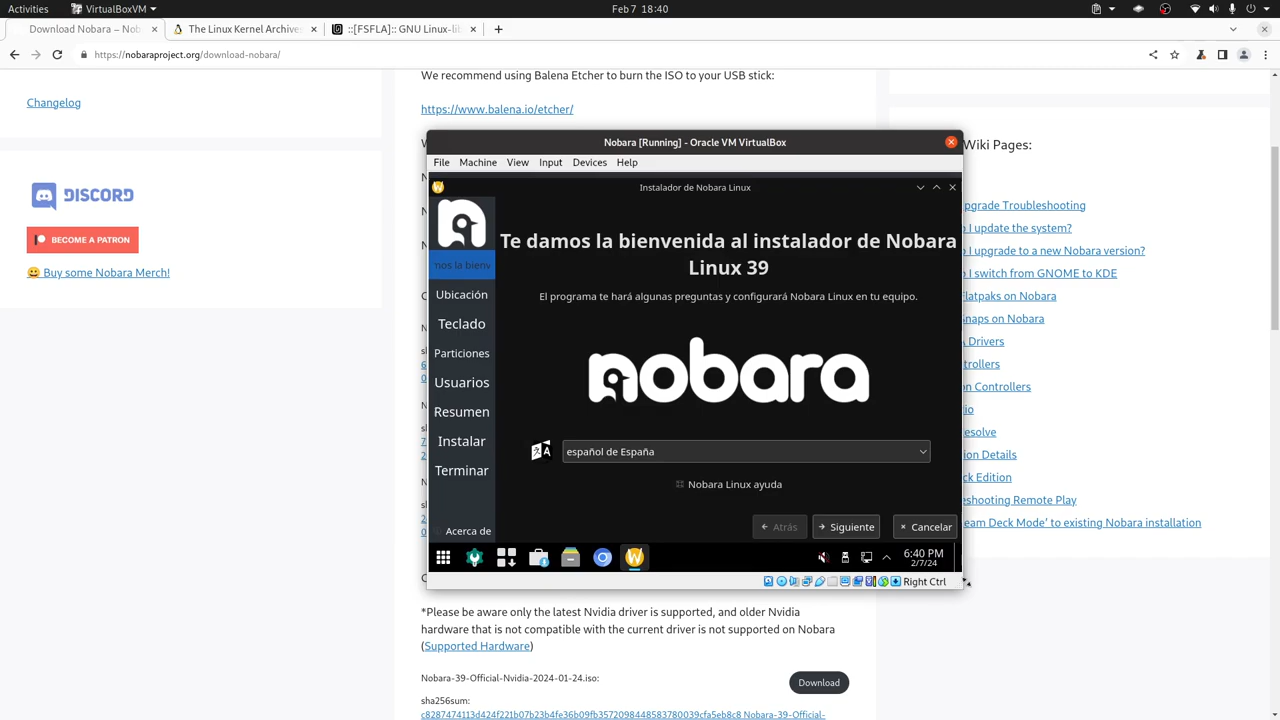 Activities
VirtualBoxVM
Feb 7 18:40
Download Nobara – Nob
The Linux Kernel Archives
::[FSFLA]:: GNU Linux-lib
https://nobaraproject.org/download-nobara/
We recommend using Balena Etcher to burn the ISO to your USB stick:
Changelog
https://www.balena.io/etcher/
Wiki Pages:
DISCORD
BECOME A PATRON
😀 Buy some Nobara Merch!
Nobara [Running] - Oracle VM VirtualBox
File Machine View Input Devices Help
Instalador de Nobara Linux
Te damos la bienvenida al instalador de Nobara
Linux 39
El programa te hará algunas preguntas y configurará Nobara Linux en tu equipo.
nobara
Ubicación
Teclado
Particiones
Usuarios
Resumen
Instalar
Terminar
Acerca de
español de España
Nobara Linux ayuda
Atrás
Siguiente
Cancelar
6:40 PM
2/7/24
Right Ctrl
pgrade Troubleshooting
o I update the system?
o I upgrade to a new Nobara version?
o I switch from GNOME to KDE
Flatpaks on Nobara
Snaps on Nobara
Drivers
trollers
on Controllers
esolve
ion Details
ck Edition
eshooting Remote Play
eam Deck Mode’ to existing Nobara installation
*Please be aware only the latest Nvidia driver is supported, and older Nvidia
hardware that is not compatible with the current driver is not supported on Nobara
(Supported Hardware)
Nobara-39-Official-Nvidia-2024-01-24.iso:
Download
sha256sum:
c8287474113d424f221b07b23b4fe36b09fb3572098448583780039cfa5eb8c8 Nobara-39-Official-